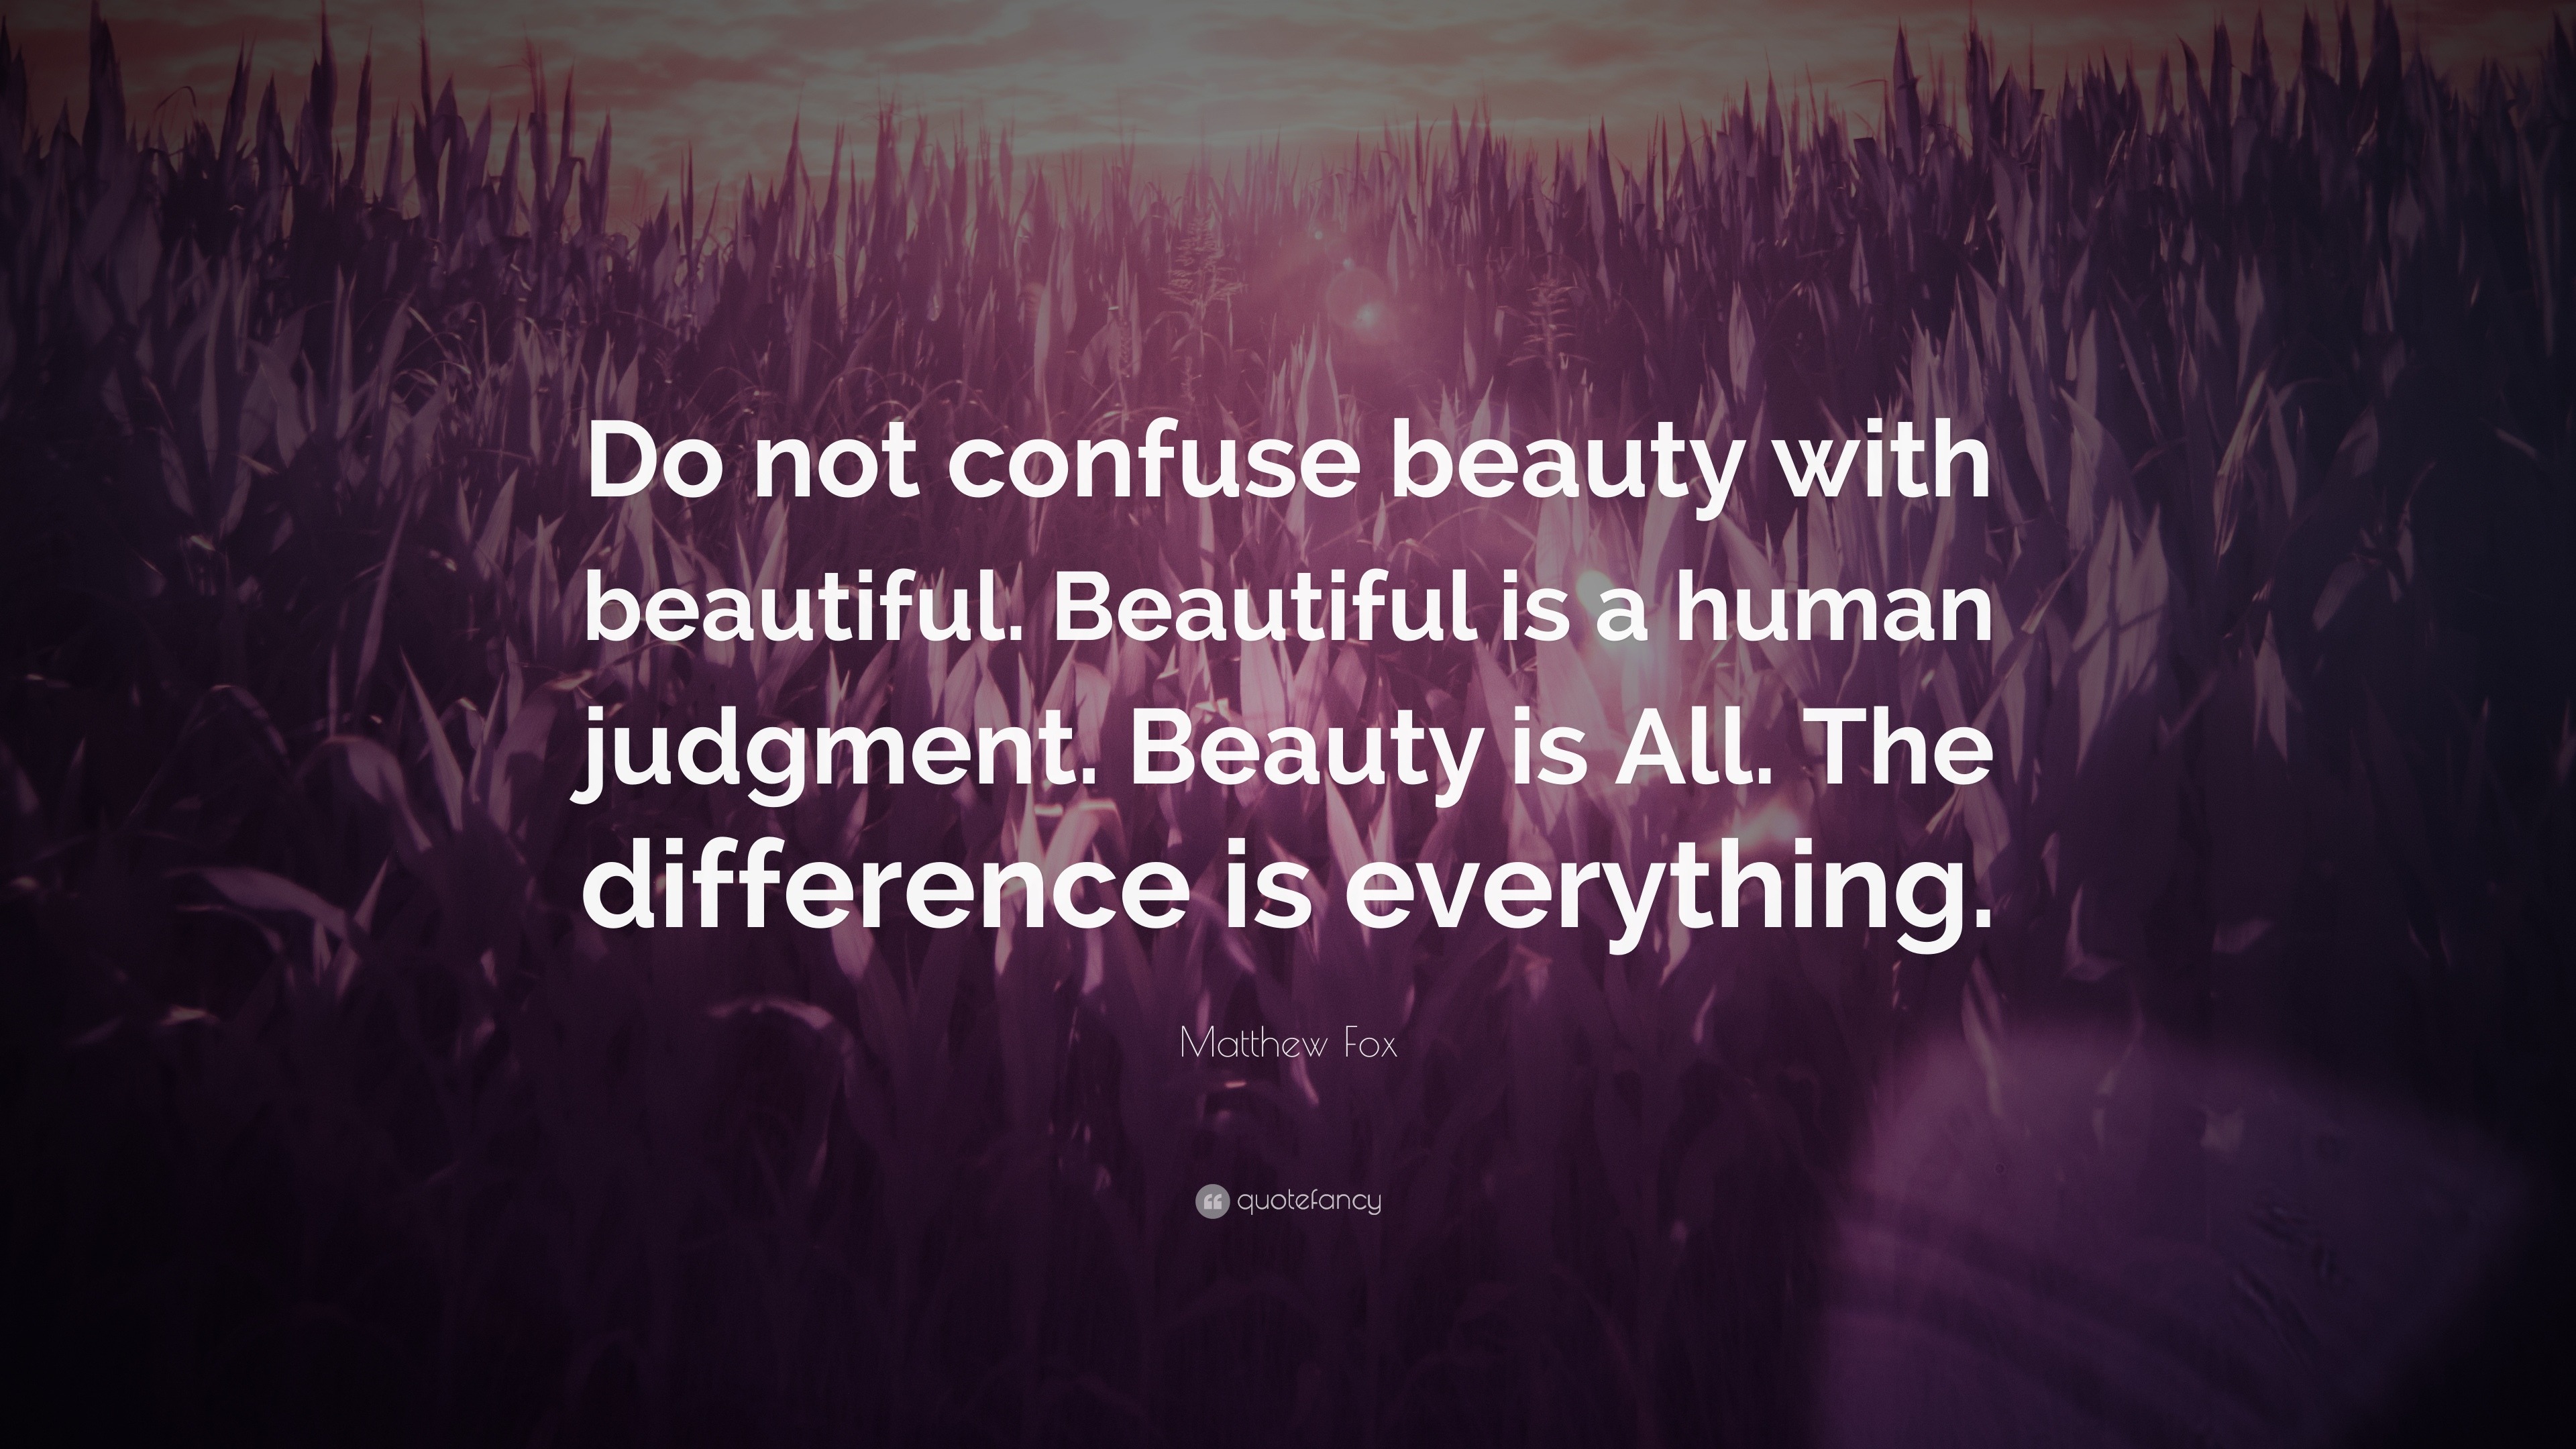 Do not confuse beauty with
beautiful. Beautiful is a human
judgment. Beauty is All. The
difference is everything.
Matthew Fox
quotefancy